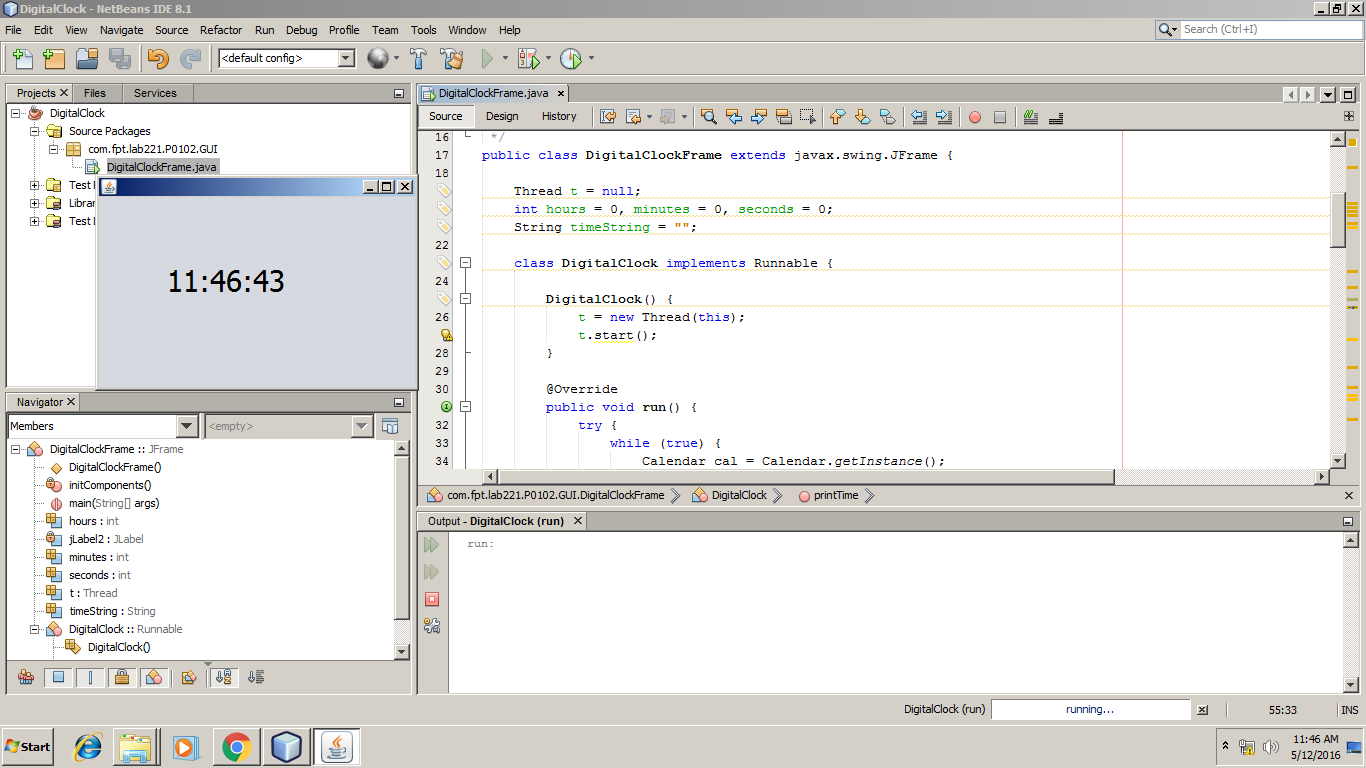 DigitalClock - NetBeans IDE 8.1
File Edit View Navigate Source Refactor Run Debug Profile Team Tools Window Help
Search (Ctrl+I)
<default config>
Projects Files Services
DigitalClock
Source Packages
com.fpt.lab221.P0102.GUI
DigitalClockFrame.java
Test
Librar
Test
11:46:43
Navigator
Members <empty>
DigitalClockFrame :: JFrame
DigitalClockFrame()
initComponents()
main(String[] args)
hours : int
jLabel2 : JLabel
minutes : int
seconds : int
t : Thread
timeString : String
DigitalClock :: Runnable
DigitalClock()
DigitalClockFrame.java
Source Design History
16 */
17 public class DigitalClockFrame extends javax.swing.JFrame {
18
Thread t = null;
int hours = 0, minutes = 0, seconds = 0;
String timeString = "";
22
class DigitalClock implements Runnable {
24
DigitalClock() {
26 t = new Thread(this);
t.start();
28 }
29
30 @Override
public void run() {
32 try {
33 while (true) {
34 Calendar cal = Calendar.getInstance();
com.fpt.lab221.P0102.GUI.DigitalClockFrame DigitalClock printTime
Output - DigitalClock (run)
run:
DigitalClock (run) running... 55:33 INS
Start
11:46 AM
5/12/2016